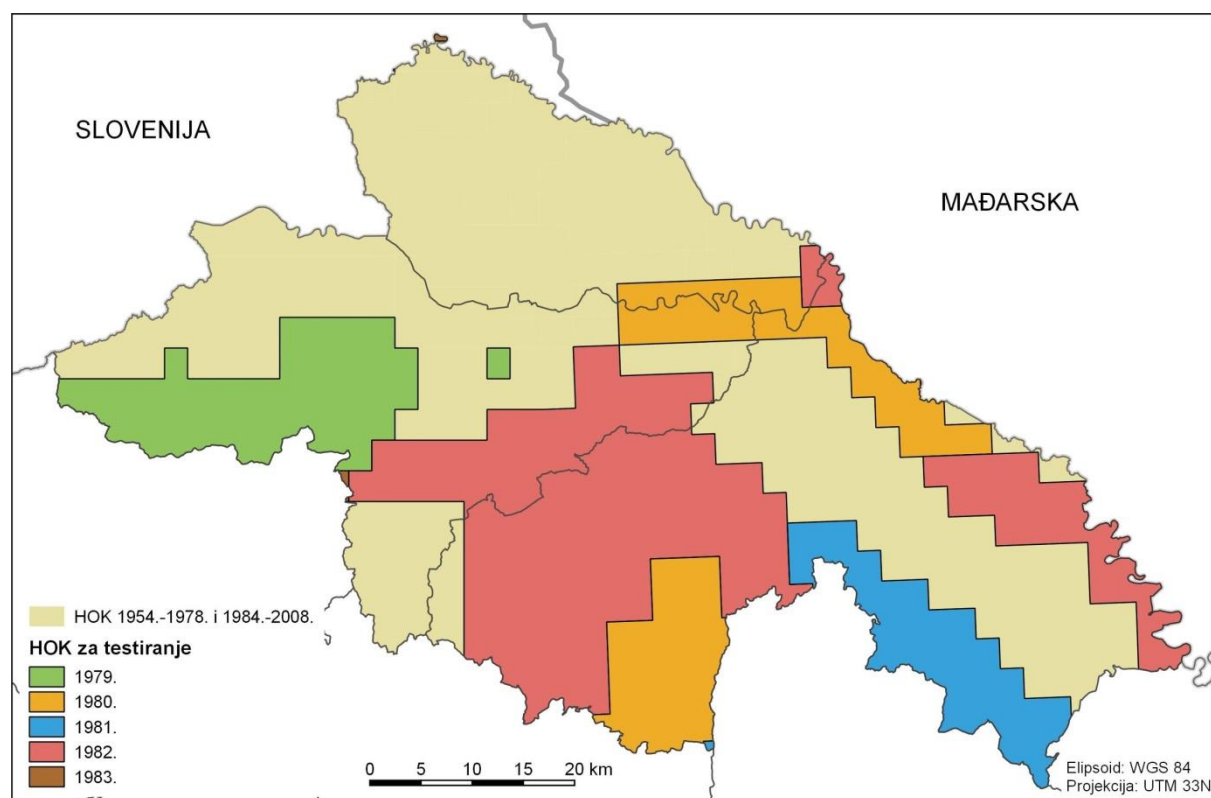 SLOVENIJA
MAĐARSKA
HOK 1954.-1978. i 1984.-2008.
HOK za testiranje
1979.
1980.
1981.
1982.
1983.
0 5 10 15 20 km
Elipsoid: WGS 84
Projekcija: UTM 33N